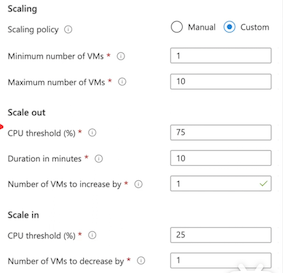 Scaling
Scaling policy Manual Custom
Minimum number of VMs * 1
Maximum number of VMs * 10
Scale out
CPU threshold (%) * 75
Duration in minutes * 10
Number of VMs to increase by * 1
Scale in
CPU threshold (%) * 25
Number of VMs to decrease by * 1